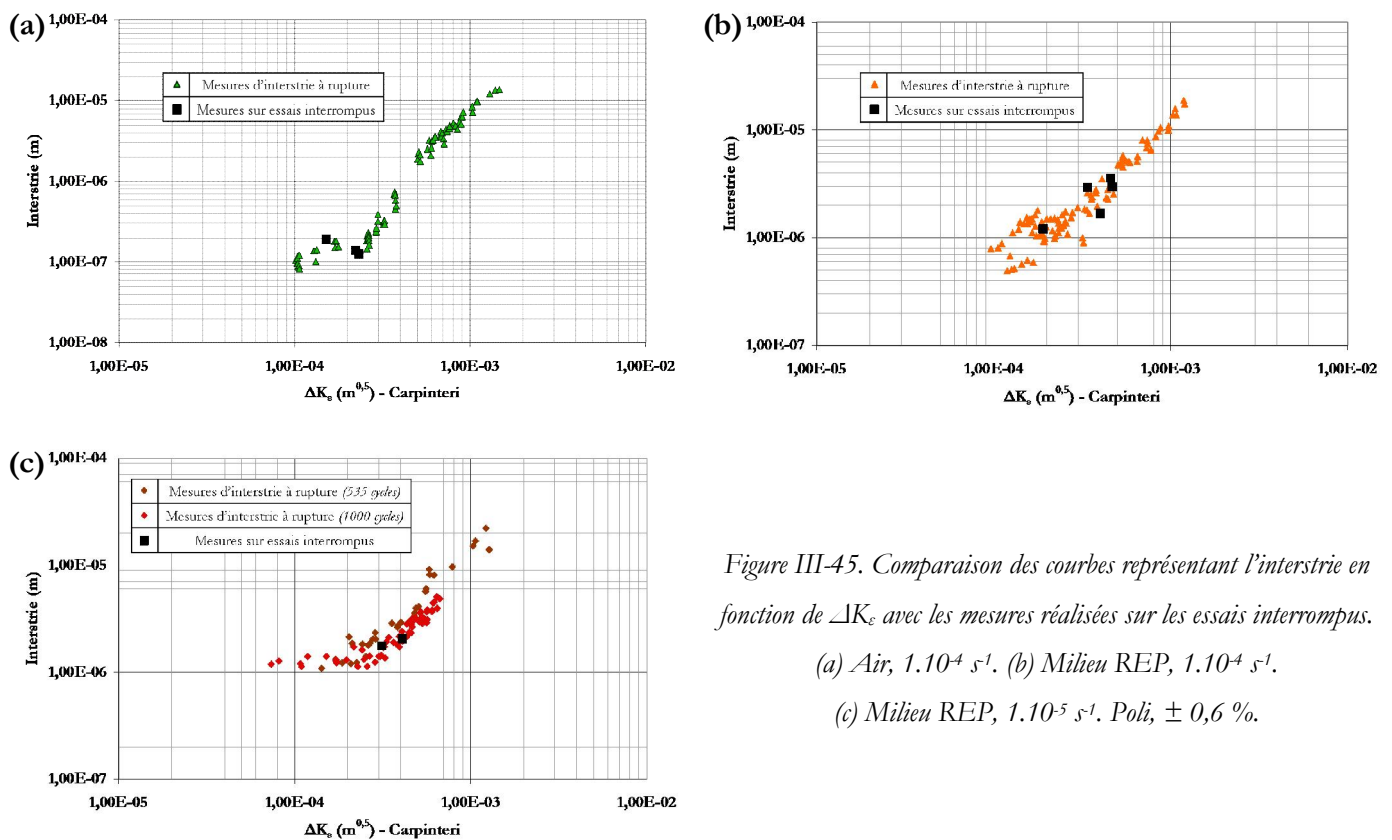 (a)
1,00E-04
1,00E-05
1,00E-06
1,00E-07
1,00E-08
Interstrie (m)
Mesures d'interstrie à rupture
Mesures sur essais interrompus
1,00E-05
1,00E-04
1,00E-03
1,00E-02
ΔKε (m0,5) - Carpinteri
(b)
1,00E-04
1,00E-05
1,00E-06
1,00E-07
Interstrie (m)
Mesures d'interstrie à rupture
Mesures sur essais interrompus
1,00E-05
1,00E-04
1,00E-03
1,00E-02
ΔKε (m0,5) - Carpinteri
(c)
1,00E-04
1,00E-05
1,00E-06
1,00E-07
Interstrie (m)
Mesures d'interstrie à rupture (535 cycles)
Mesures d'interstrie à rupture (1000 cycles)
Mesures sur essais interrompus
1,00E-05
1,00E-04
1,00E-03
1,00E-02
ΔKε (m0,5) - Carpinteri
Figure III-45. Comparaison des courbes représentant l'interstrie en
fonction de ΔKε avec les mesures réalisées sur les essais interrompus.
(a) Air, 1.10⁴ s⁻¹. (b) Milieu REP, 1.10⁴ s⁻¹.
(c) Milieu REP, 1.10⁻⁵ s⁻¹. Poli, ± 0,6 %.